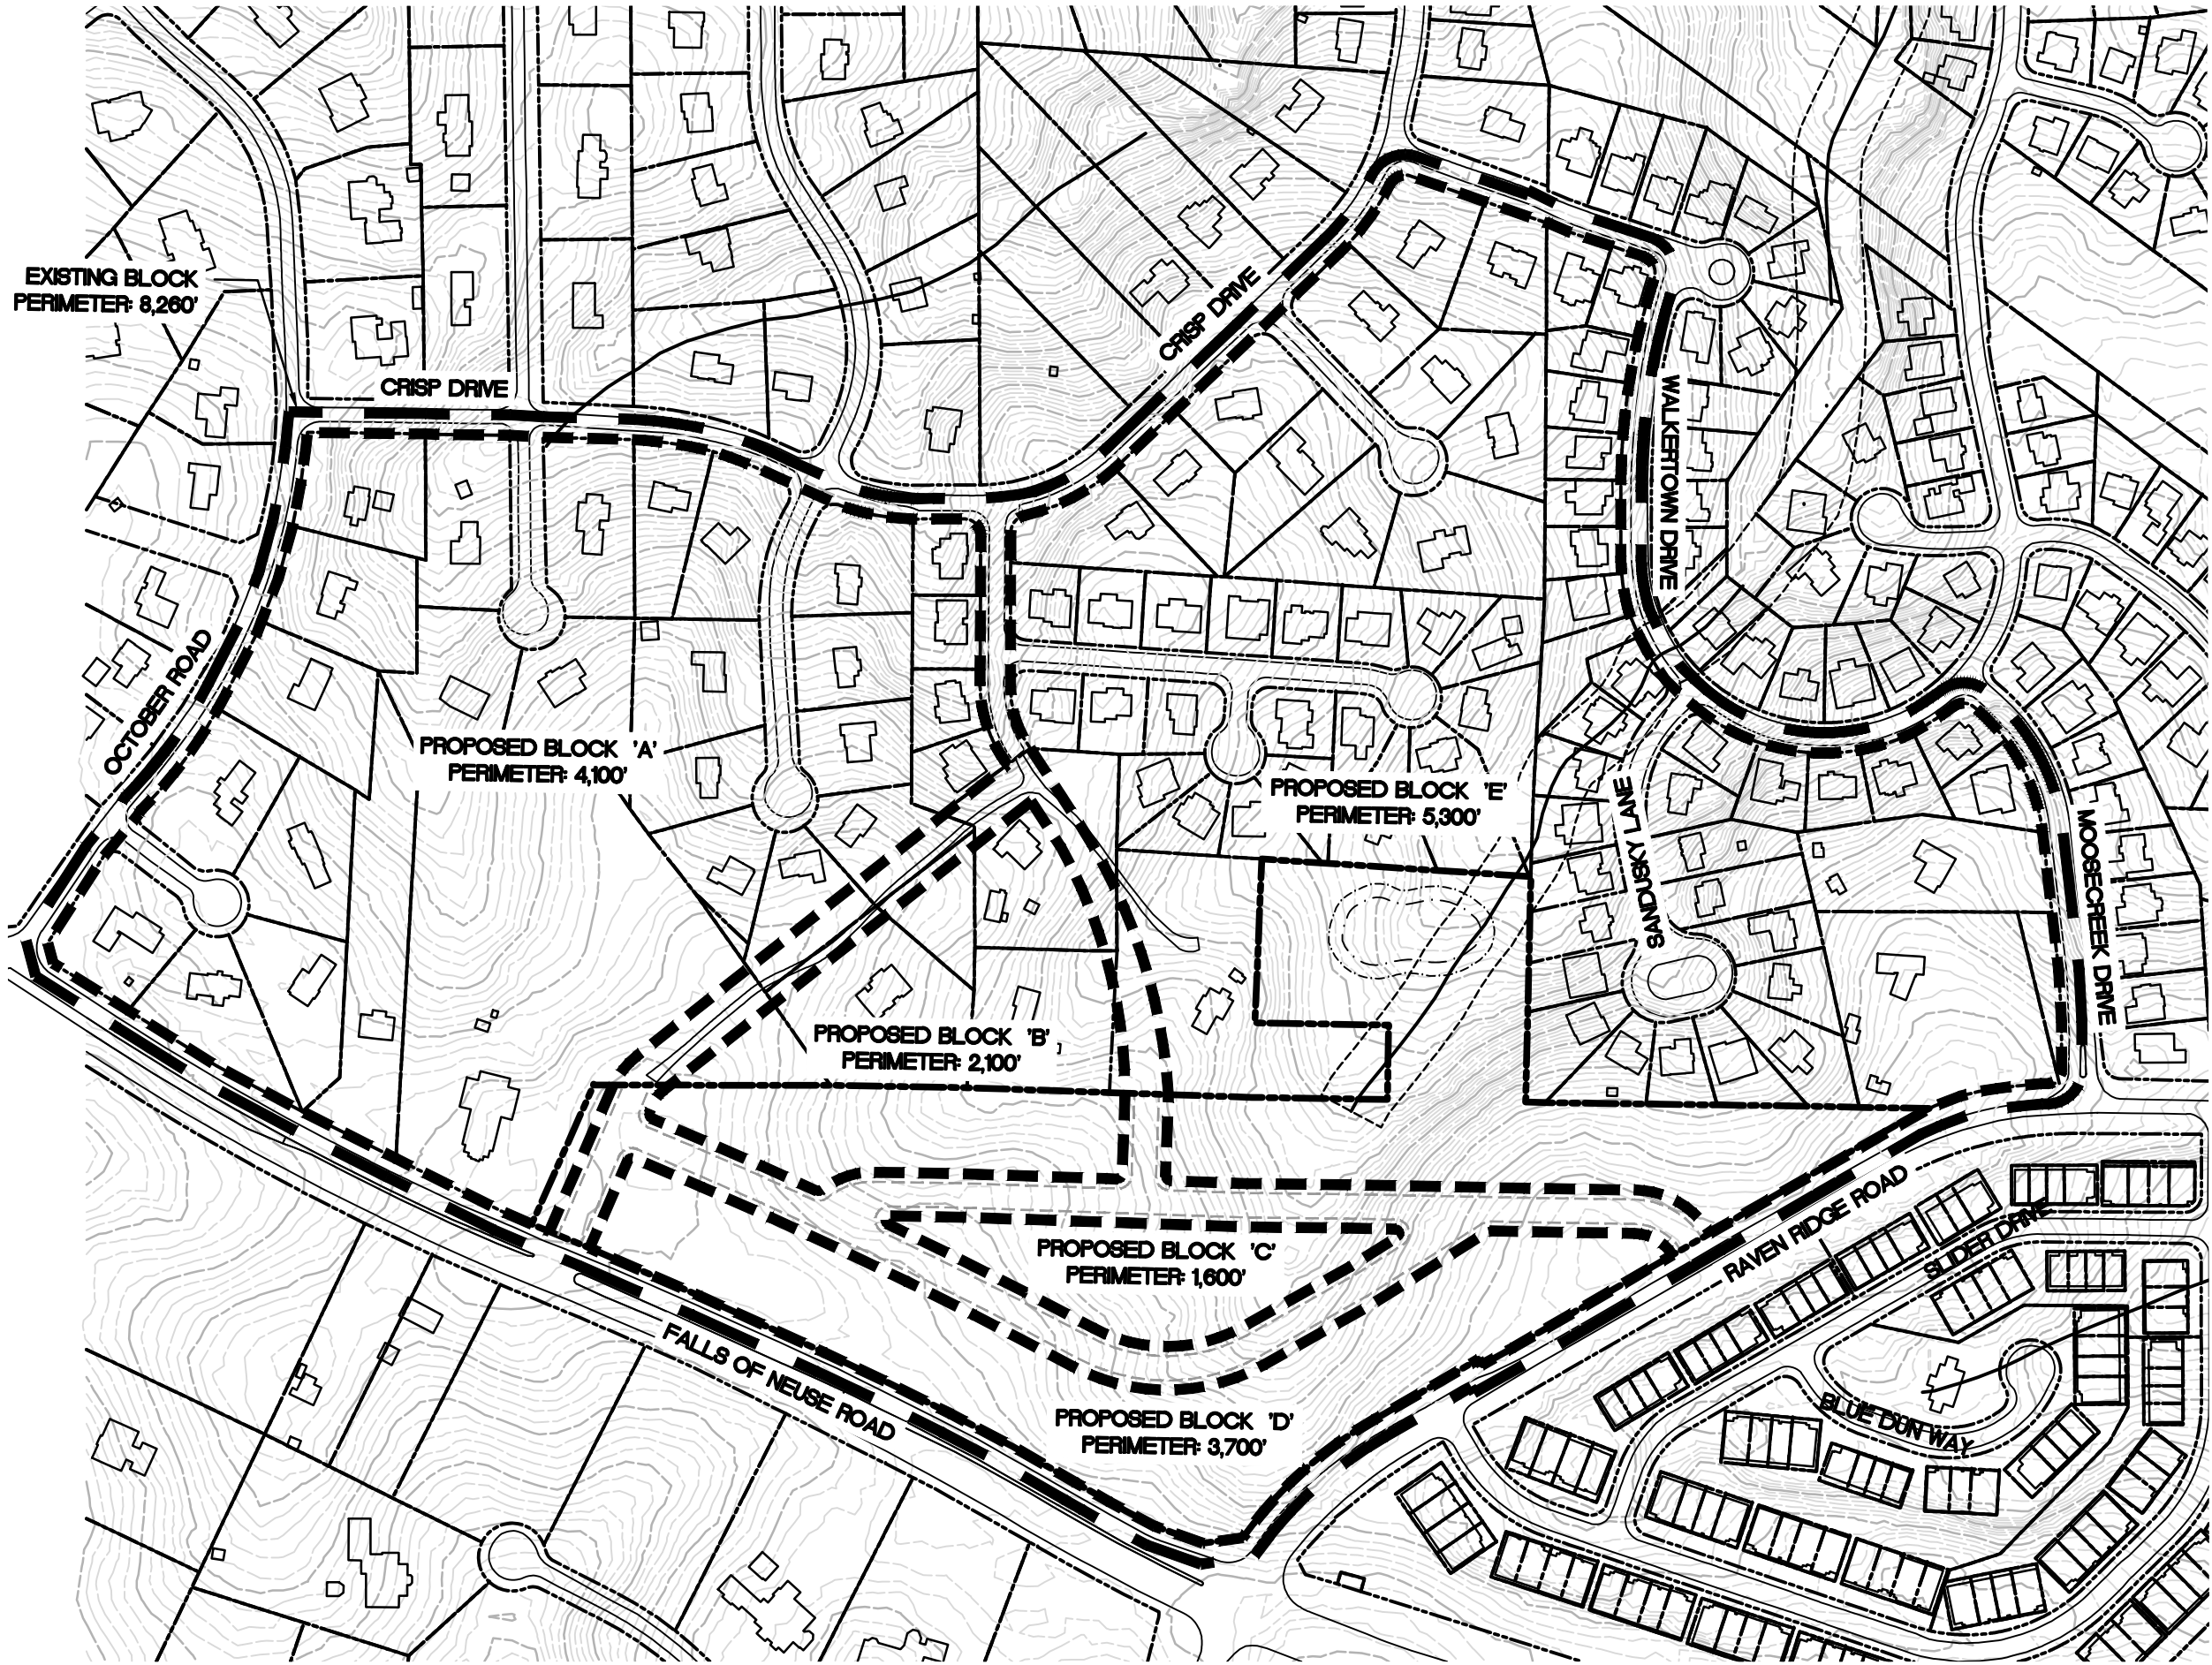 EXISTING BLOCK
PERIMETER: 8,260'
CRISP DRIVE
CRISP DRIVE
WALKERTOWN DRIVE
OCTOBER ROAD
PROPOSED BLOCK 'A'
PERIMETER: 4,100'
PROPOSED BLOCK 'E'
PERIMETER: 5,300'
SANDUSKY LANE
MOOSECREEK DRIVE
PROPOSED BLOCK 'B'
PERIMETER: 2,100'
PROPOSED BLOCK 'C'
PERIMETER: 1,600'
RAVEN RIDGE ROAD
SLIDER DRIVE
FALLS OF NEUSE ROAD
PROPOSED BLOCK 'D'
PERIMETER: 3,700'
BLUE DUN WAY